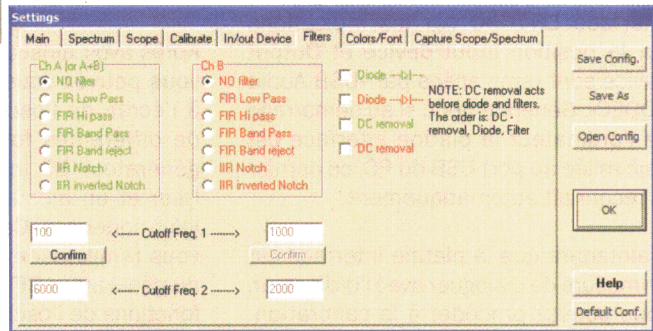 Settings
Main Spectrum Scope Calibrate In/out Device Filters Colors/Font Capture Scope/Spectrum
Ch A (or A+B)
NO filter
FIR Low Pass
FIR Hi pass
FIR Band Pass
FIR Band reject
IIR Notch
IIR inverted Notch
Ch B
NO filter
FIR Low Pass
FIR Hi pass
FIR Band Pass
FIR Band reject
IIR Notch
IIR inverted Notch
Diode ---▷|---
Diode ---▷|---
DC removal
DC removal
NOTE: DC removal acts
before diode and filters.
The order is: DC -
removal, Diode, Filter
100 <------ Cutoff Freq. 1 -------> 1000
Confirm Confirm
6000 <------ Cutoff Freq. 2 -------> 2000
Save Config.
Save As
Open Config
OK
Help
Default Conf.